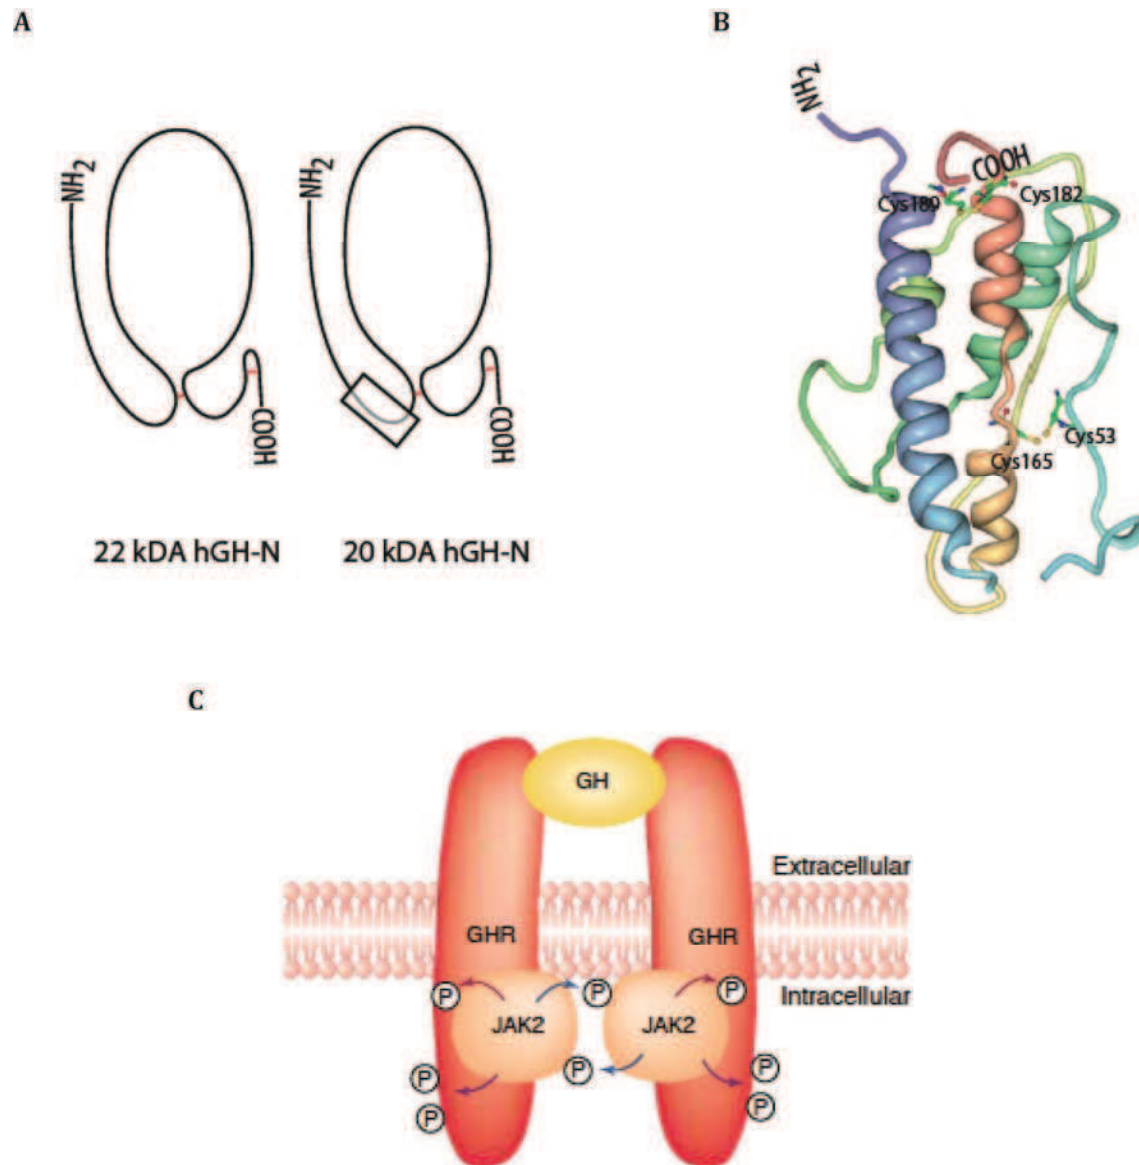 A
B
NH2
NH2
COOH
COOH
22 kDA hGH-N
20 kDA hGH-N
NH2
COOH
Cys189
Cys182
Cys53
Cys165
C
GH
Extracellular
GHR
GHR
Intracellular
P
P
P
JAK2
JAK2
P
P
P
P
P